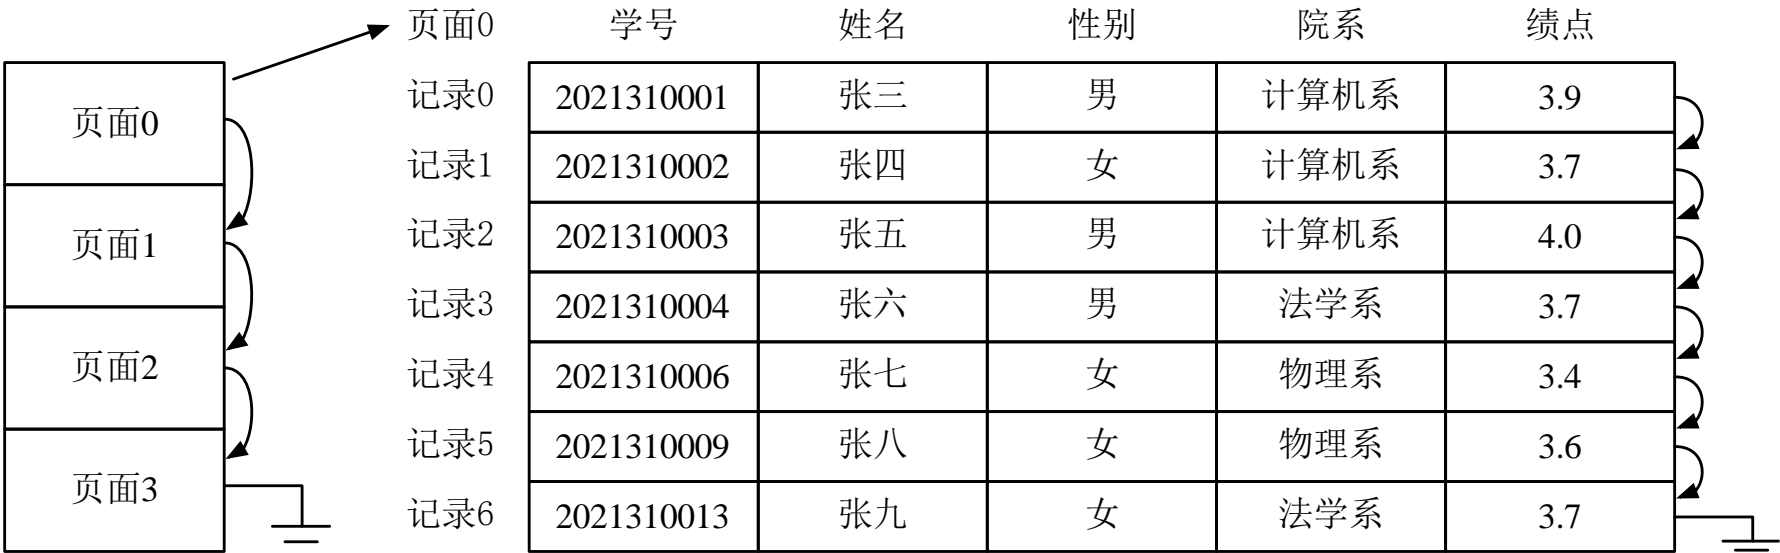 页面0 学号 姓名 性别 院系 绩点
页面0
页面1
页面2
页面3
记录0 2021310001 张三 男 计算机系 3.9
记录1 2021310002 张四 女 计算机系 3.7
记录2 2021310003 张五 男 计算机系 4.0
记录3 2021310004 张六 男 法学系 3.7
记录4 2021310006 张七 女 物理系 3.4
记录5 2021310009 张八 女 物理系 3.6
记录6 2021310013 张九 女 法学系 3.7